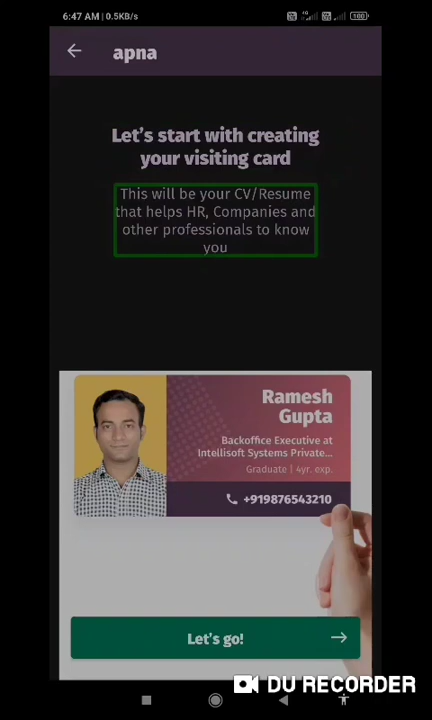 6:47 AM | 0.5KB/s
100
apna
Let's start with creating
your visiting card
This will be your CV/Resume
that helps HR, Companies and
other professionals to know
you
Ramesh
Gupta
Backoffice Executive at
Intellisoft Systems Private...
Graduate | 4yr. exp.
+919876543210
Let's go!
DU RECORDER